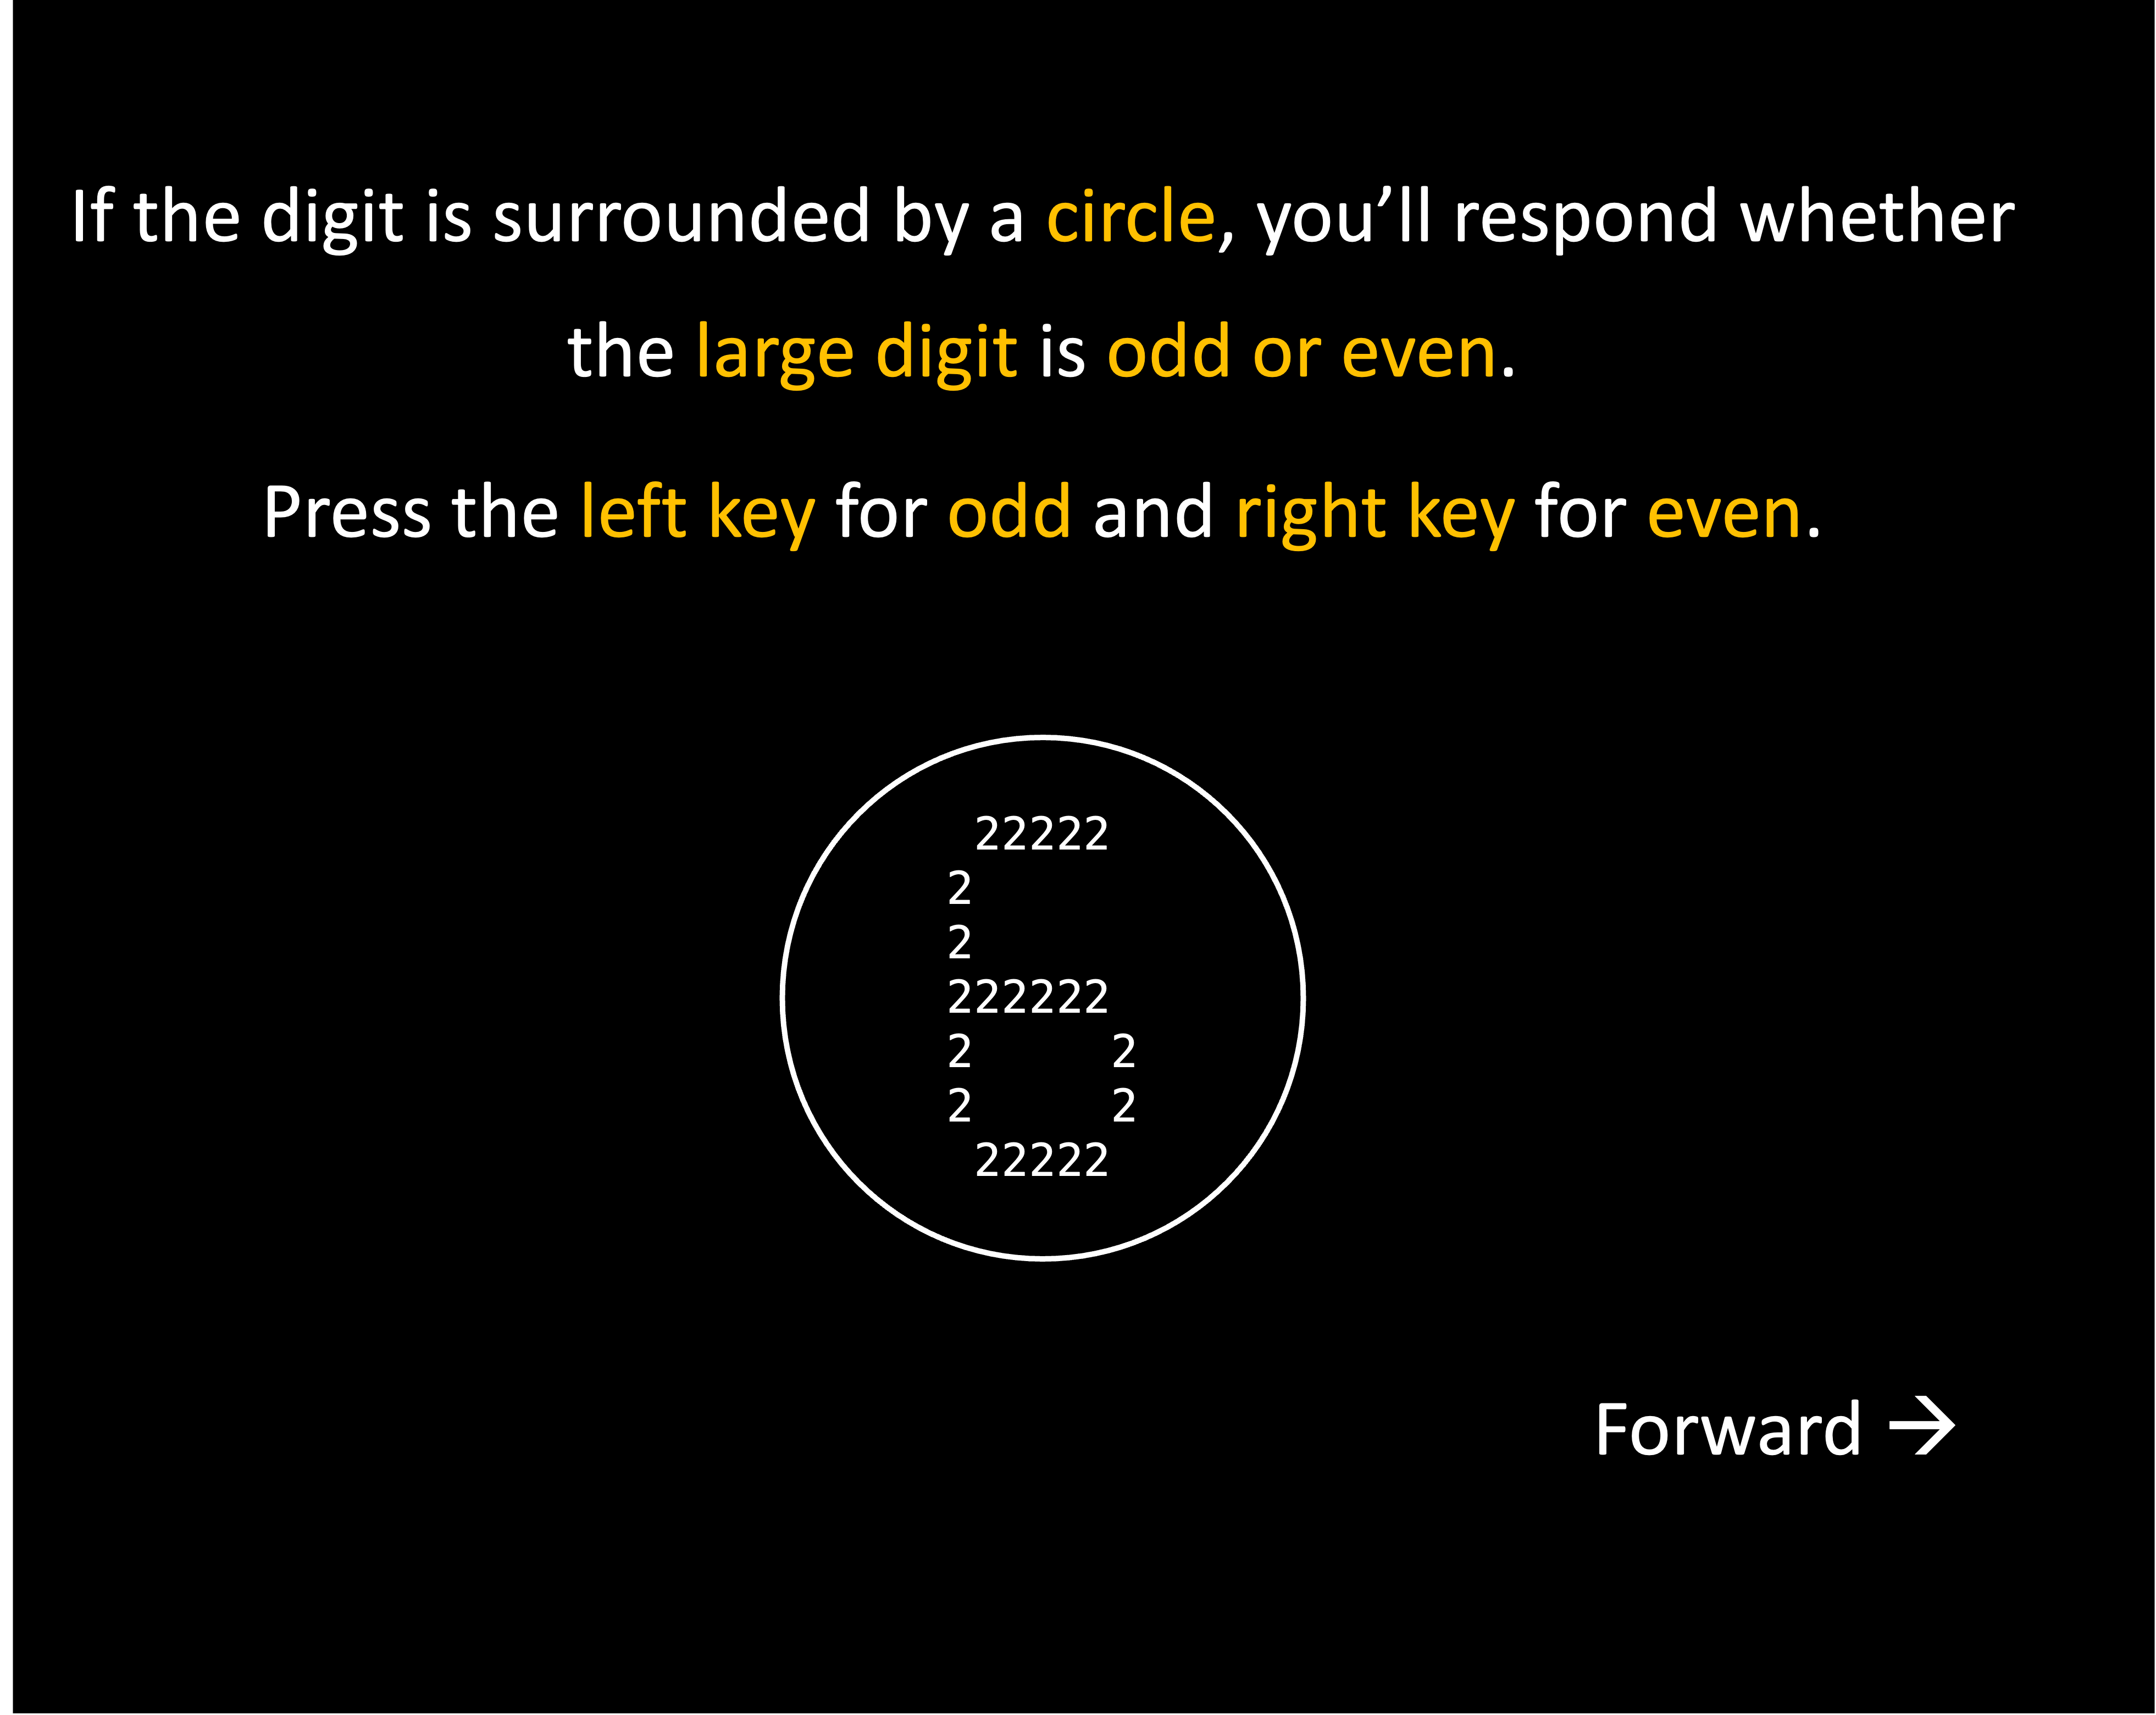 If the digit is surrounded by a circle, you’ll respond whether
the large digit is odd or even.
Press the left key for odd and right key for even.
22222
2
2
222222
2 2
2 2
22222
Forward →